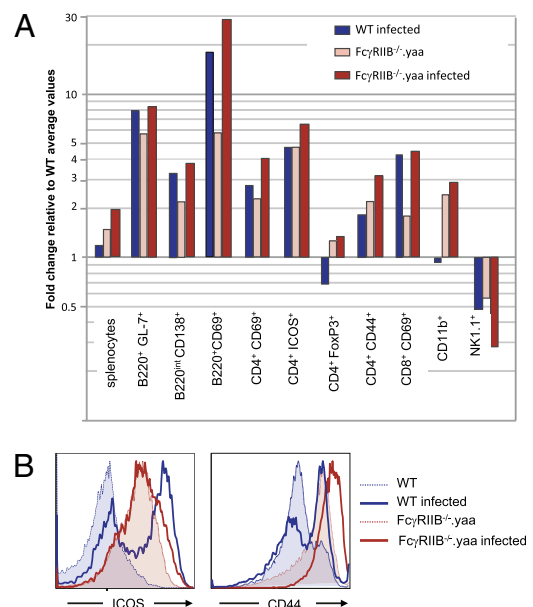 A
30
10
5
4
3
2
1
0.5
Fold change relative to WT average values
WT infected
FcγRIIB-/-.yaa
FcγRIIB-/-.yaa infected
splenocytes
B220+ GL-7+
B220int CD138+
B220+CD69+
CD4+ CD69+
CD4+ ICOS+
CD4+ FoxP3+
CD4+ CD44+
CD8+ CD69+
CD11b+
NK1.1+
B
WT
WT infected
FcγRIIB-/-.yaa
FcγRIIB-/-.yaa infected
ICOS
CD44